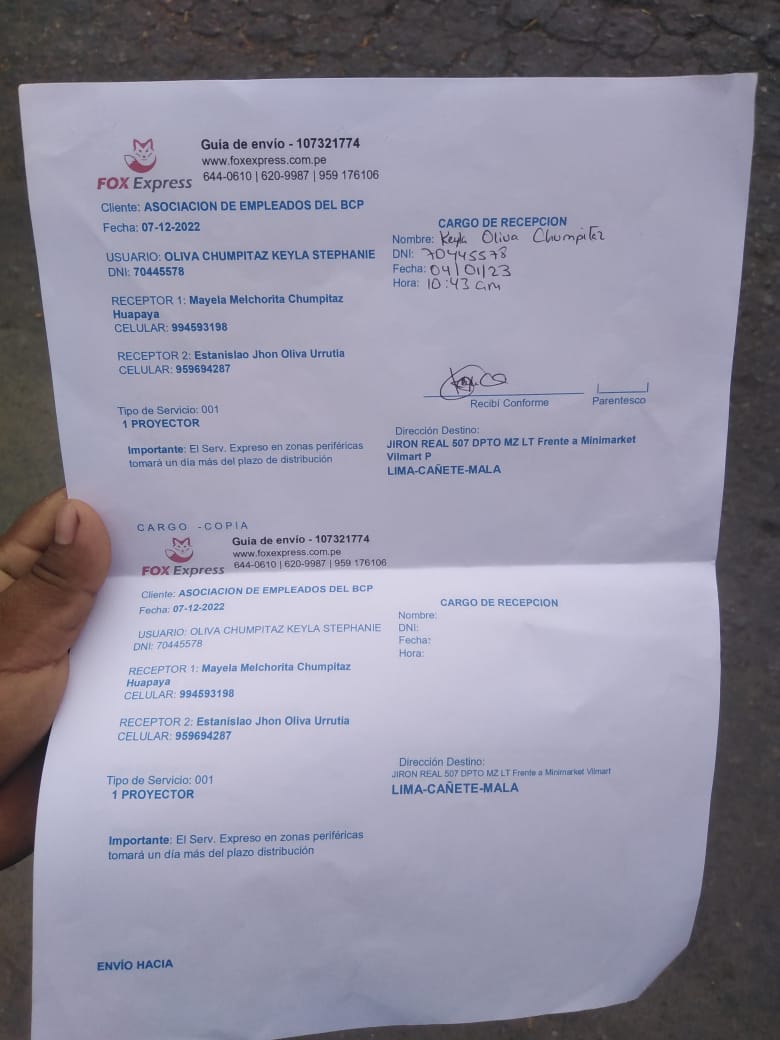 FOX Express
Guía de envío - 107321774
www.foxexpress.com.pe
644-0610 | 620-9987 | 959 176106
Cliente: ASOCIACION DE EMPLEADOS DEL BCP
Fecha: 07-12-2022
USUARIO: OLIVA CHUMPITAZ KEYLA STEPHANIE
DNI: 70445578
RECEPTOR 1: Mayela Melchorita Chumpitaz
Huapaya
CELULAR: 994593198
RECEPTOR 2: Estanislao Jhon Oliva Urrutia
CELULAR: 959694287
Tipo de Servicio: 001
1 PROYECTOR
Importante: El Serv. Expreso en zonas periféricas
tomará un día más del plazo de distribución
CARGO DE RECEPCION
Nombre: Keyla Oliva Chumpitaz
DNI: 70445578
Fecha: 04/01/23
Hora: 10:43 am
Recibí Conforme
Parentesco
Dirección Destino:
JIRON REAL 507 DPTO MZ LT Frente a Minimarket
Vilmart P
LIMA-CAÑETE-MALA
CARGO -COPIA
FOX Express
Guía de envío - 107321774
www.foxexpress.com.pe
644-0610 | 620-9987 | 959 176106
Cliente: ASOCIACION DE EMPLEADOS DEL BCP
Fecha: 07-12-2022
USUARIO: OLIVA CHUMPITAZ KEYLA STEPHANIE
DNI: 70445578
RECEPTOR 1: Mayela Melchorita Chumpitaz
Huapaya
CELULAR: 994593198
RECEPTOR 2: Estanislao Jhon Oliva Urrutia
CELULAR: 959694287
Tipo de Servicio: 001
1 PROYECTOR
Importante: El Serv. Expreso en zonas periféricas
tomará un día más del plazo distribución
CARGO DE RECEPCION
Nombre:
DNI:
Fecha:
Hora:
Dirección Destino:
JIRON REAL 507 DPTO MZ LT Frente a Minimarket Vilmart
LIMA-CAÑETE-MALA
ENVÍO HACIA